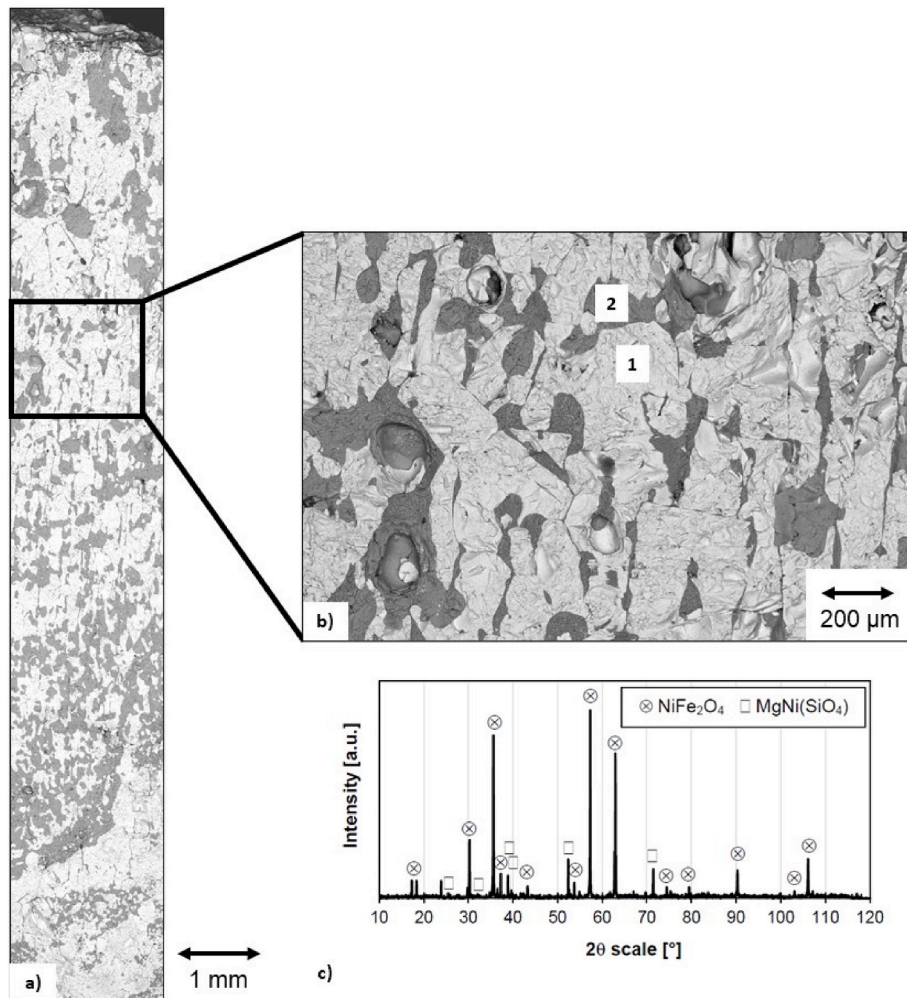 2
1
b)
200 µm
a)
1 mm
c)
Intensity [a.u.]
NiFe₂O₄ MgNi(SiO₄)
10 20 30 40 50 60 70 80 90 100 110 120
2θ scale [°]